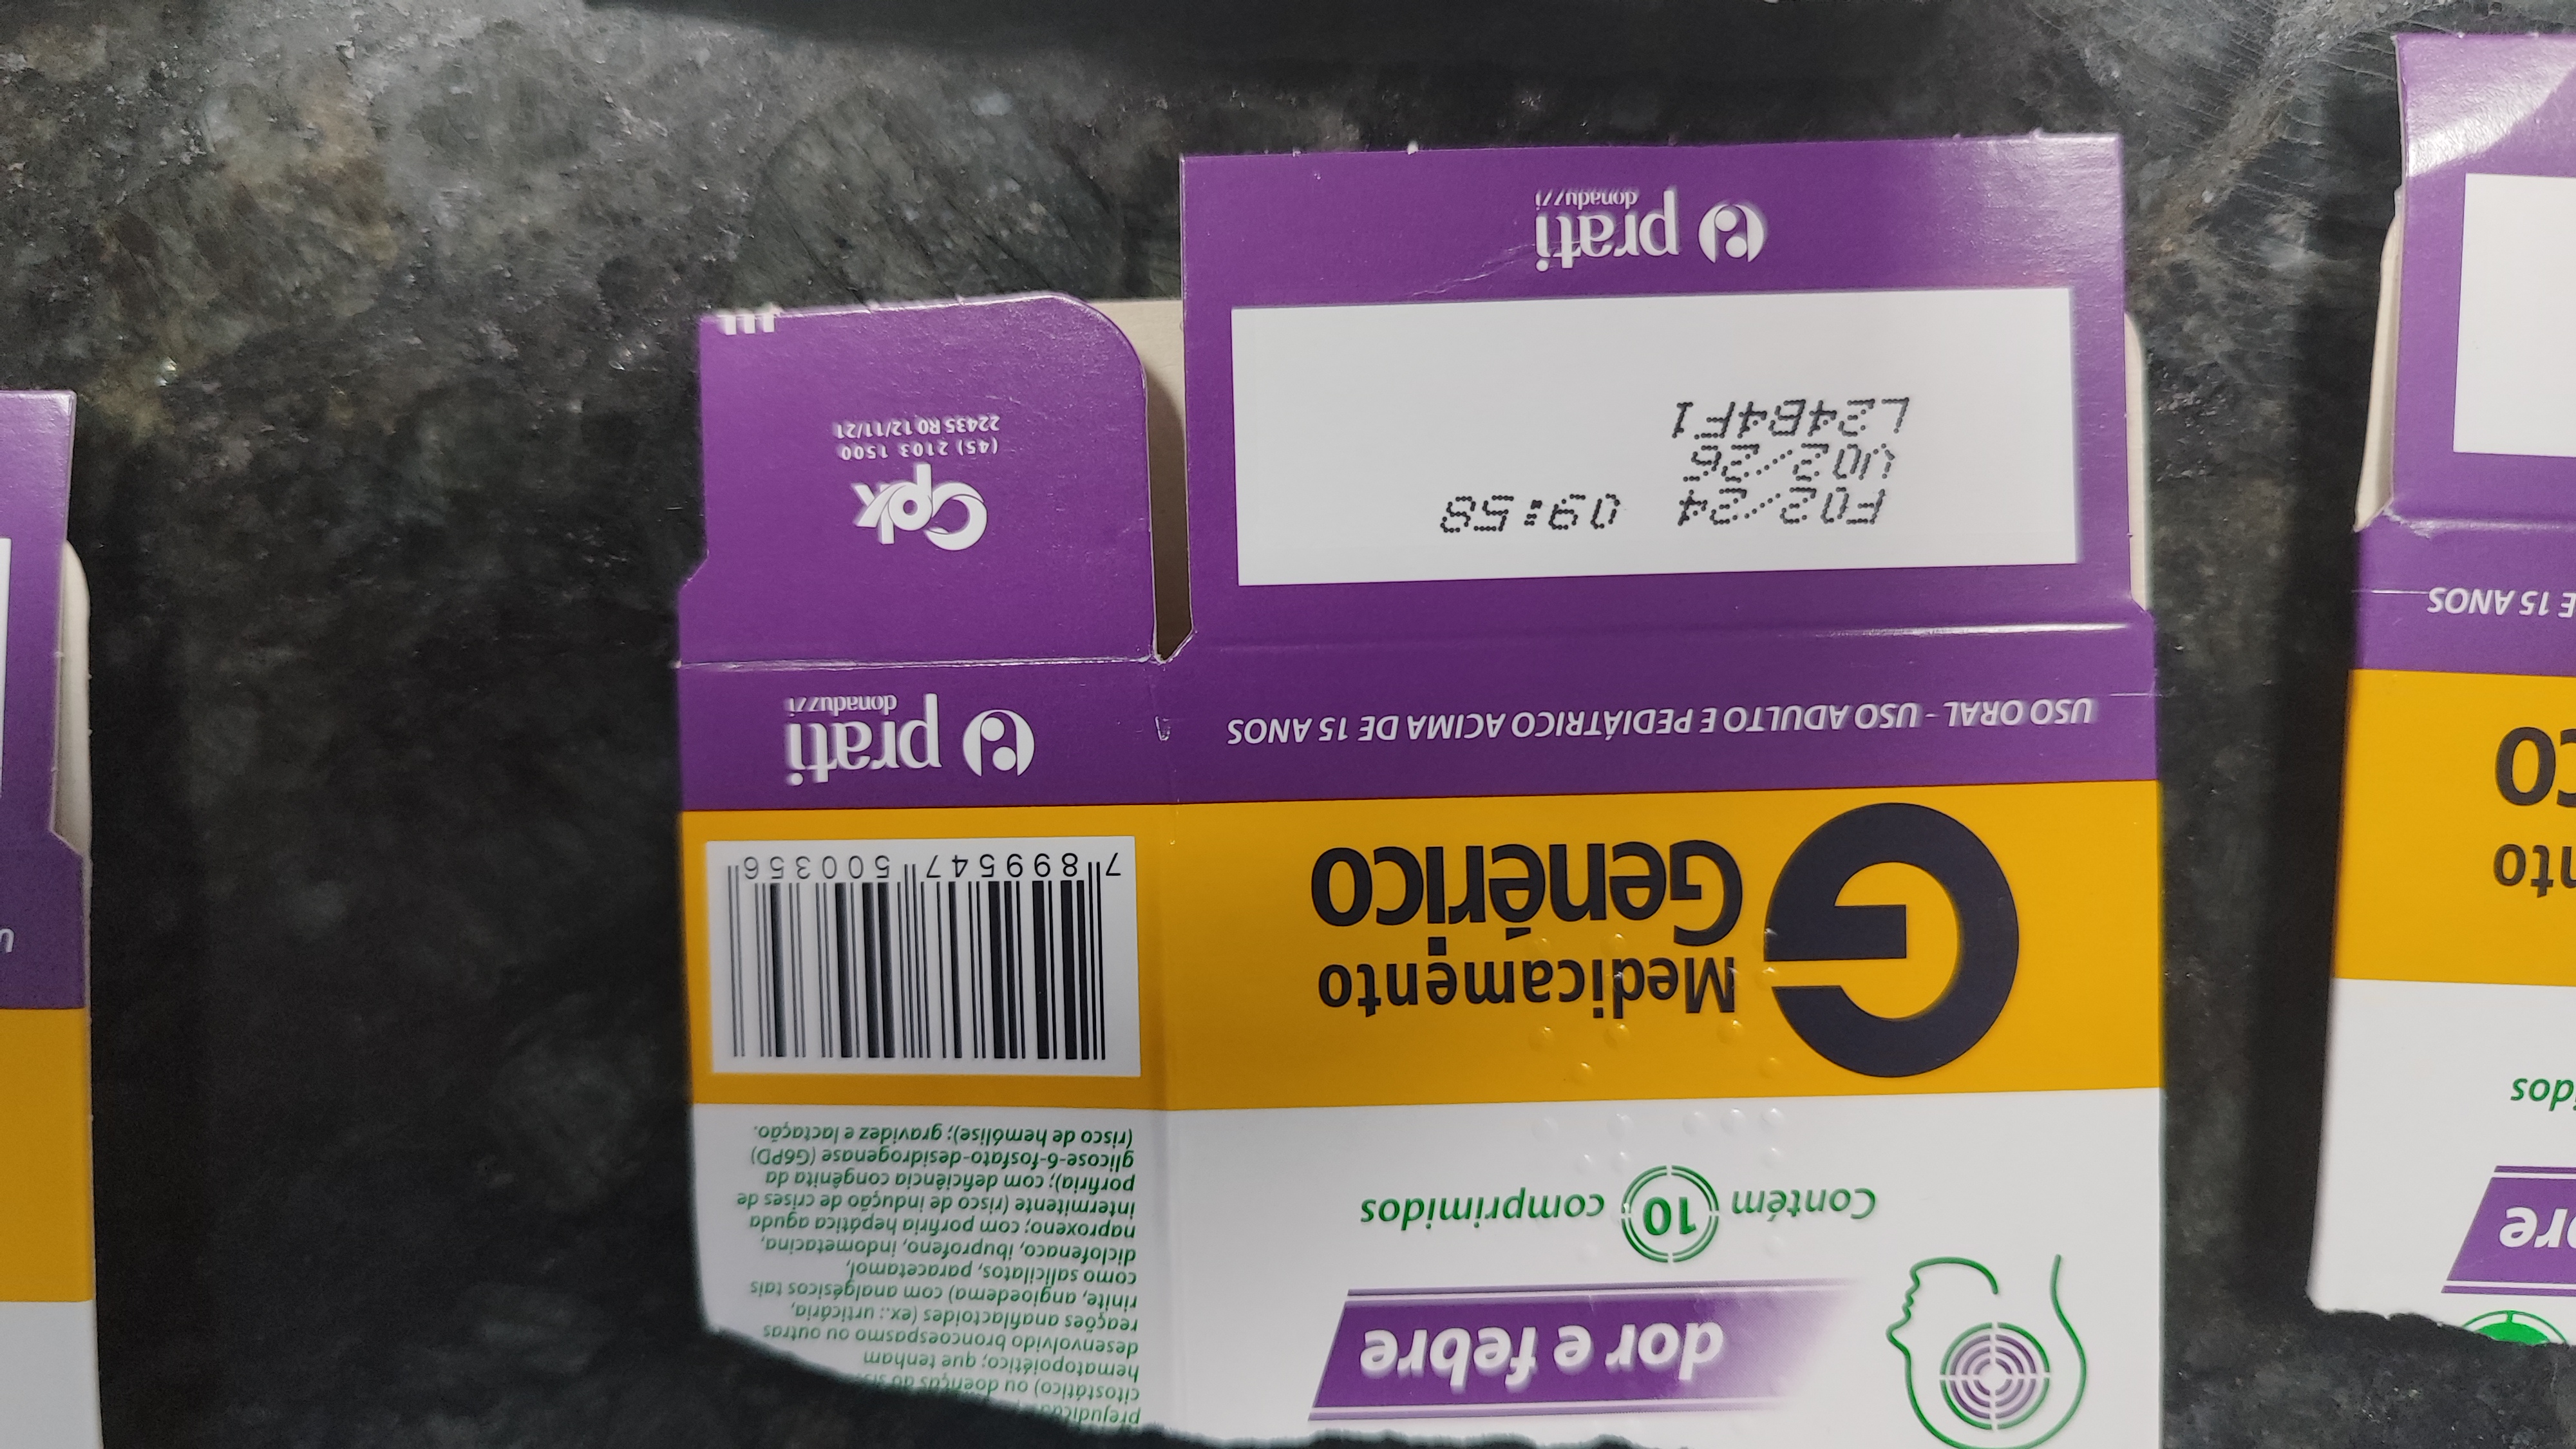 bre
idos
nto
co
E 15 ANOS
dor e febre
Contém 10 comprimidos
Medicamento
Genérico
USO ORAL - USO ADULTO E PEDIÁTRICO ACIMA DE 15 ANOS
F02/24 09:58
V02/26
L24B4F1
prati
donaduzzi
citostático) ou doenças do
hematopoiético; que tenham
desenvolvido broncoespasmo ou outras
reações anafilactoides (ex.: urticária,
rinite, angioedema) com analgésicos tais
como salicilatos, paracetamol,
diclofenaco, ibuprofeno, indometacina,
naproxeno; com porfiria hepática aguda
intermitente (risco de indução de crises de
porfiria); com deficiência congênita da
glicose-6-fosfato-desidrogenase (G6PD)
(risco de hemólise); gravidez e lactação.
7 899547 500356
prati
donaduzzi
Cpk
(45) 2103 1500
22435 R0 12/11/21